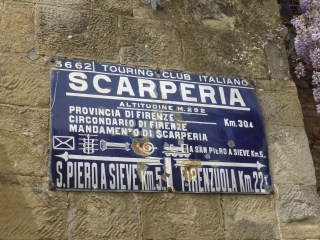 3662 TOURING CLUB ITALIANO
SCARPERIA
ALTITUDINE M. 292
PROVINCIA DI FIRENZE
CIRCONDARIO DI FIRENZE Km. 30.4
MANDAMENTO DI SCARPERIA
A SAN PIERO A SIEVE Km. 5
S. PIERO A SIEVE Km. 5 FIRENZUOLA Km. 22